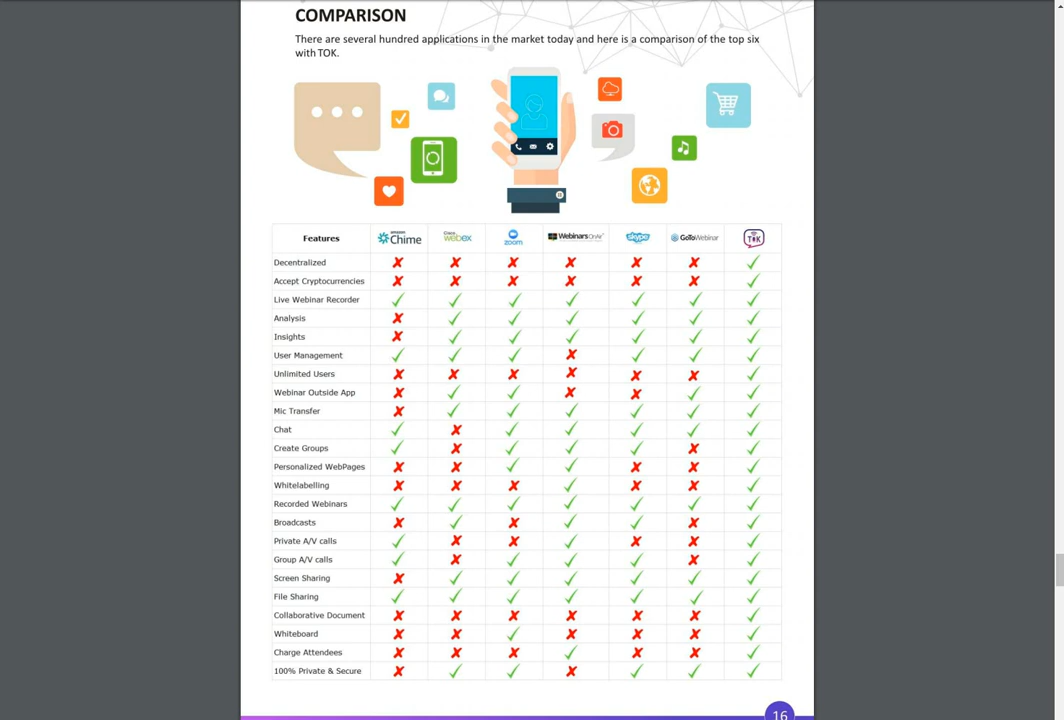 COMPARISON
There are several hundred applications in the market today and here is a comparison of the top six
with TOK.
Features amazon Chime Cisco webex zoom WebinarsOnAir skype GoToWebinar TOK
Decentralized ✗ ✗ ✗ ✗ ✗ ✗ ✓
Accept Cryptocurrencies ✗ ✗ ✗ ✗ ✗ ✗ ✓
Live Webinar Recorder ✓ ✓ ✓ ✓ ✓ ✓ ✓
Analysis ✗ ✓ ✓ ✓ ✓ ✓ ✓
Insights ✗ ✓ ✓ ✓ ✓ ✓ ✓
User Management ✓ ✓ ✓ ✗ ✓ ✓ ✓
Unlimited Users ✗ ✗ ✗ ✗ ✗ ✗ ✓
Webinar Outside App ✗ ✓ ✓ ✗ ✗ ✓ ✓
Mic Transfer ✗ ✓ ✓ ✓ ✓ ✓ ✓
Chat ✓ ✗ ✓ ✓ ✓ ✓ ✓
Create Groups ✓ ✗ ✓ ✓ ✓ ✗ ✓
Personalized WebPages ✗ ✗ ✓ ✓ ✗ ✗ ✓
Whitelabelling ✗ ✗ ✗ ✓ ✗ ✗ ✓
Recorded Webinars ✓ ✓ ✓ ✓ ✓ ✓ ✓
Broadcasts ✗ ✓ ✗ ✓ ✓ ✗ ✓
Private A/V calls ✓ ✗ ✗ ✓ ✗ ✗ ✓
Group A/V calls ✓ ✗ ✓ ✓ ✓ ✗ ✓
Screen Sharing ✗ ✓ ✓ ✓ ✓ ✓ ✓
File Sharing ✓ ✓ ✓ ✓ ✓ ✓ ✓
Collaborative Document ✗ ✗ ✗ ✗ ✗ ✗ ✓
Whiteboard ✗ ✗ ✓ ✗ ✗ ✗ ✓
Charge Attendees ✗ ✗ ✗ ✓ ✗ ✗ ✓
100% Private & Secure ✗ ✓ ✓ ✗ ✓ ✓ ✓
16